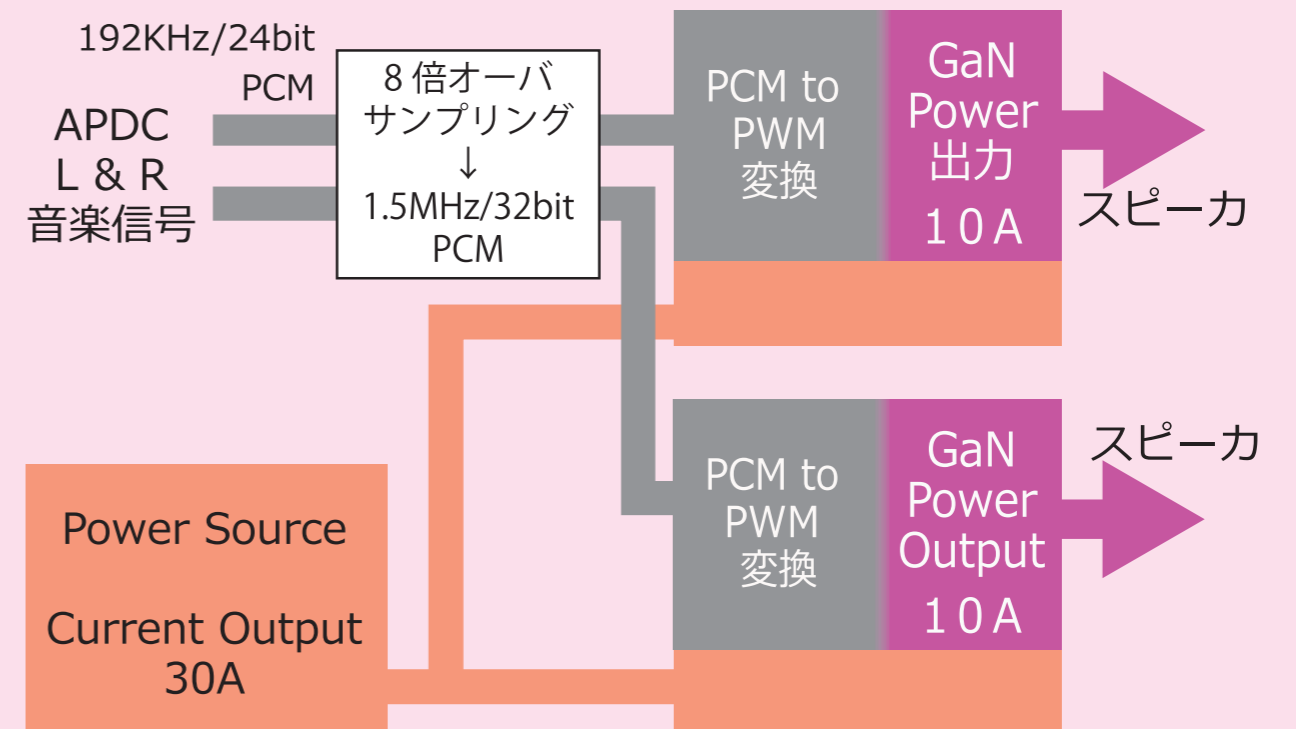 192KHz/24bit
PCM
APDC
L & R
音楽信号
8 倍オーバ
サンプリング
↓
1.5MHz/32bit
PCM
PCM to
PWM
変換
GaN
Power
出力
１０A
スピーカ
PCM to
PWM
変換
GaN
Power
Output
１０A
スピーカ
Power Source
Current Output
30A